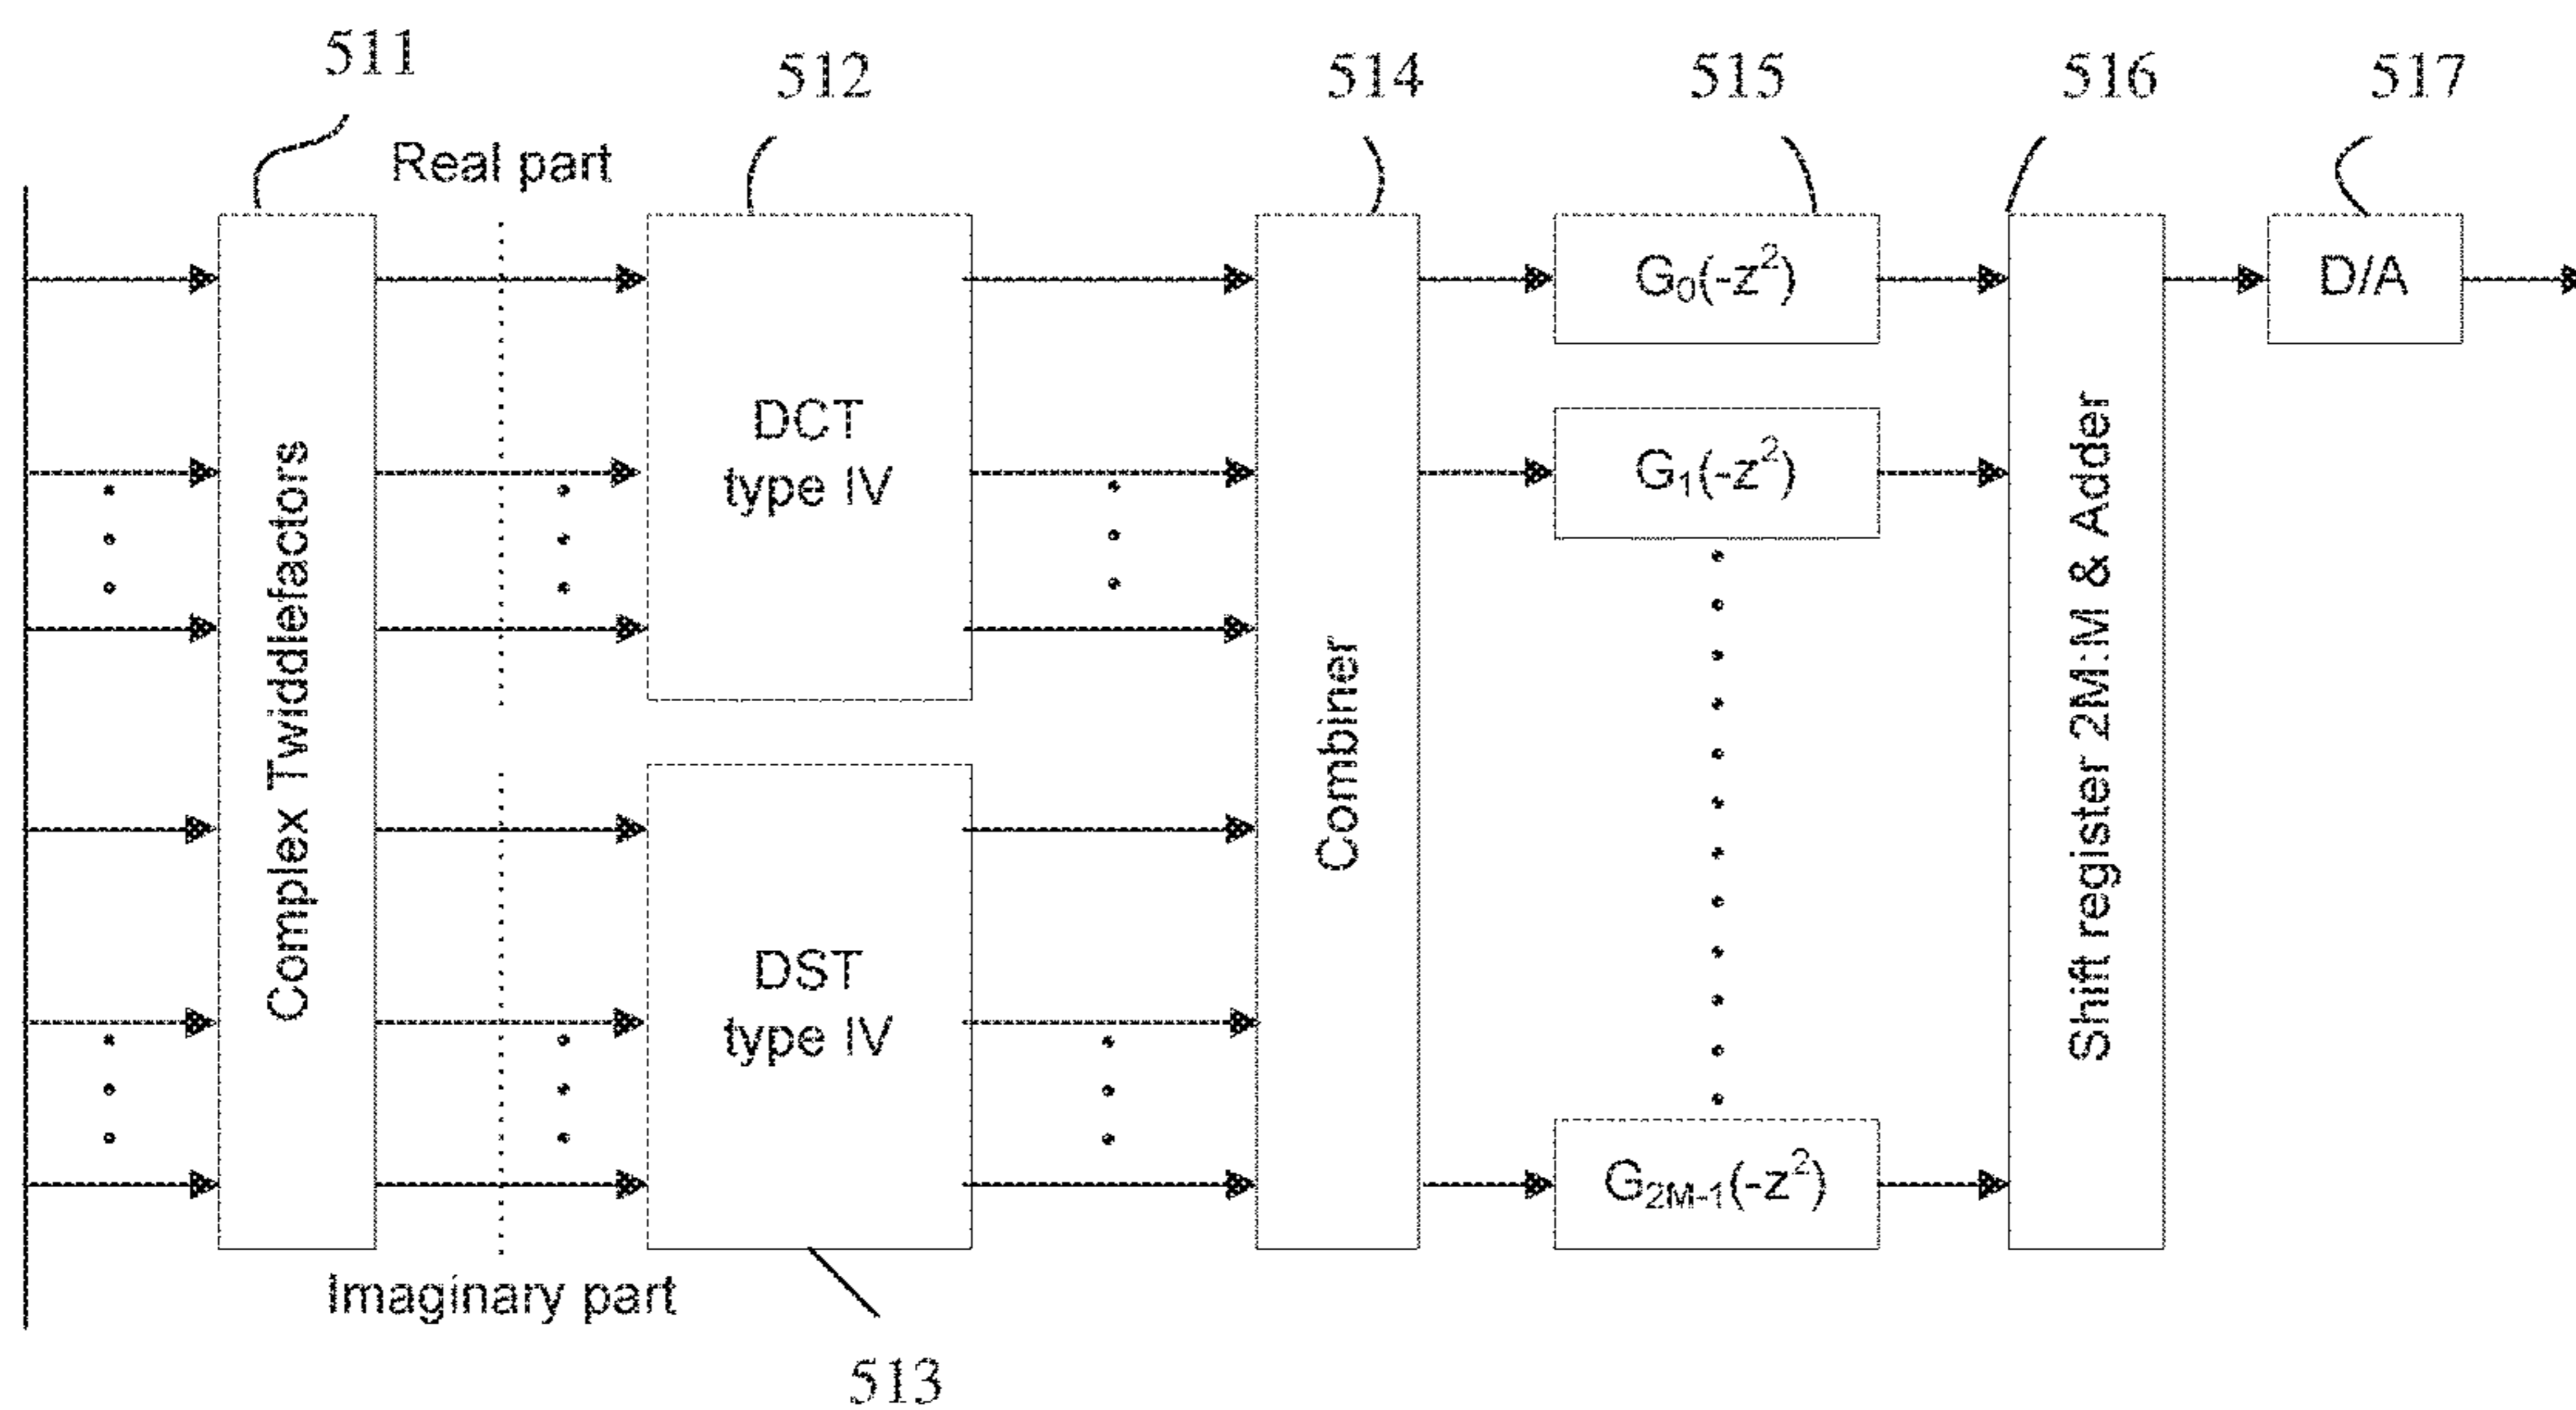 511
512
514
515
516
517
Real part
Complex Twiddlefactors
DCT
type IV
DST
type IV
Combiner
G₀(-z²)
G₁(-z²)
G₂M₋₁(-z²)
Shift register 2M:M & Adder
D/A
Imaginary part
513